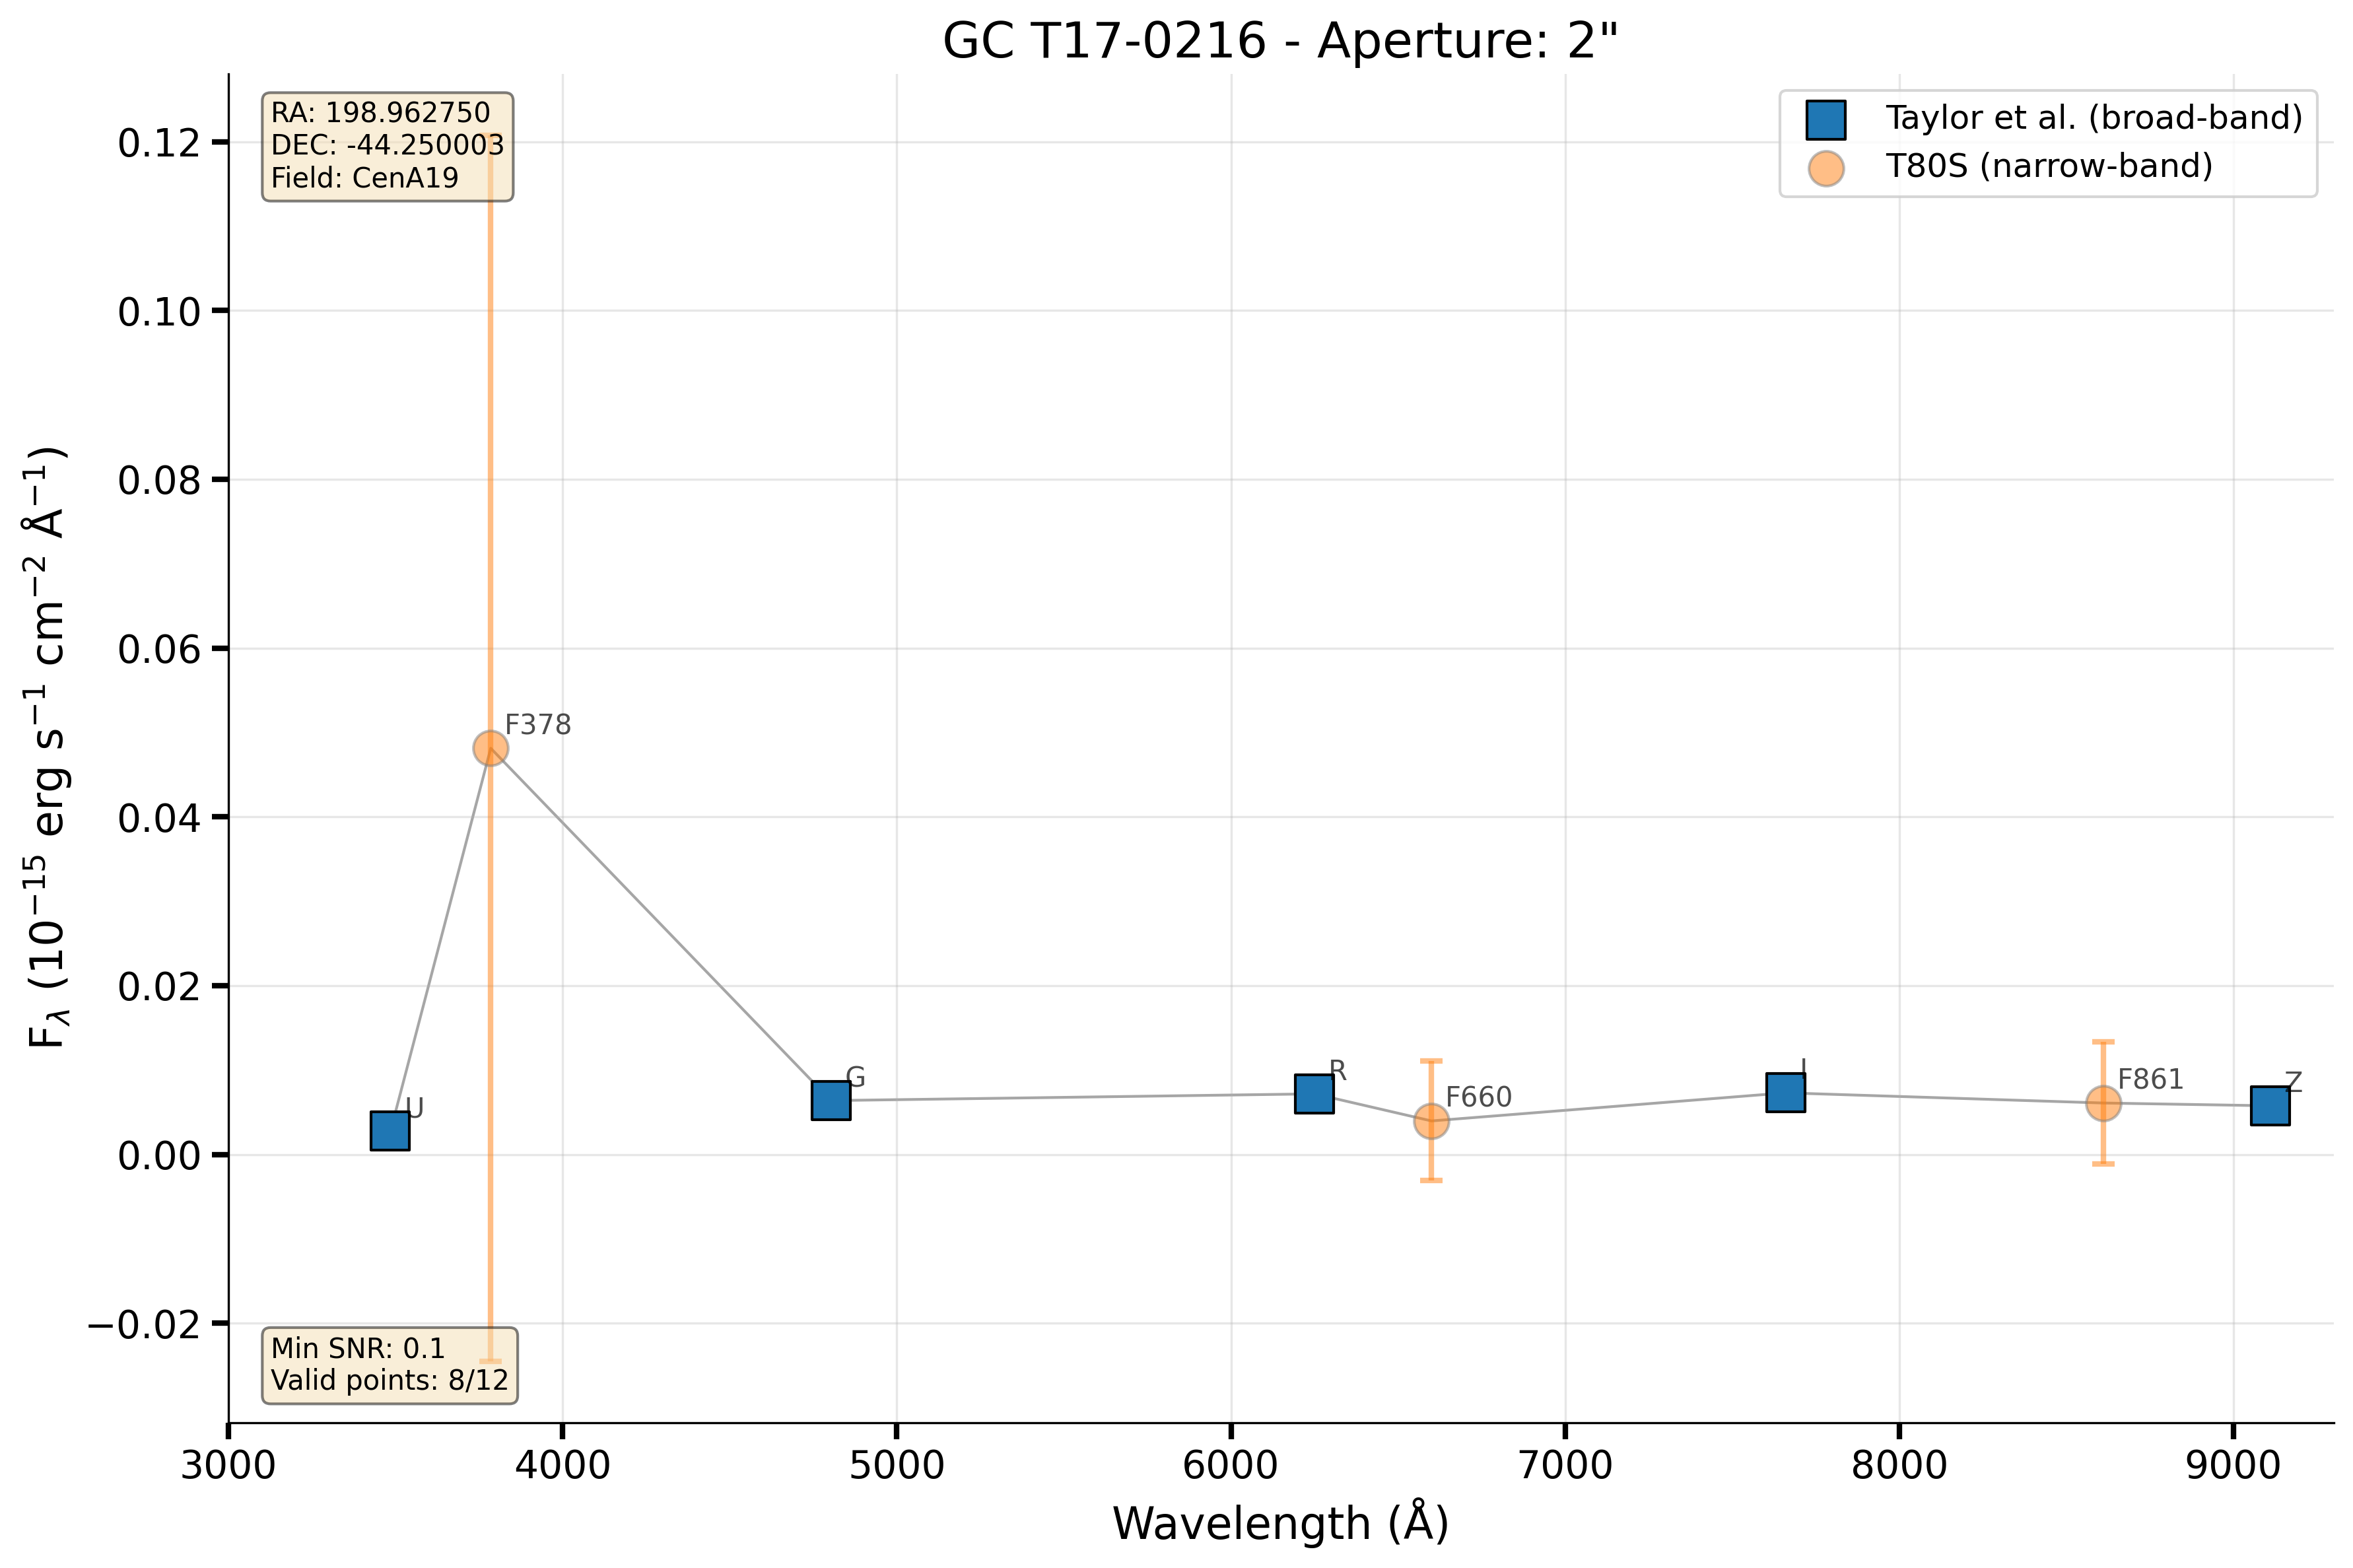 GC T17-0216 - Aperture: 2"
RA: 198.962750
DEC: -44.250003
Field: CenA19
Taylor et al. (broad-band)
T80S (narrow-band)
0.12
0.10
0.08
0.06
0.04
0.02
0.00
−0.02
F_λ (10⁻¹⁵ erg s⁻¹ cm⁻² Å⁻¹)
F378
U
G
R
F660
I
F861
Z
Min SNR: 0.1
Valid points: 8/12
3000 4000 5000 6000 7000 8000 9000
Wavelength (Å)